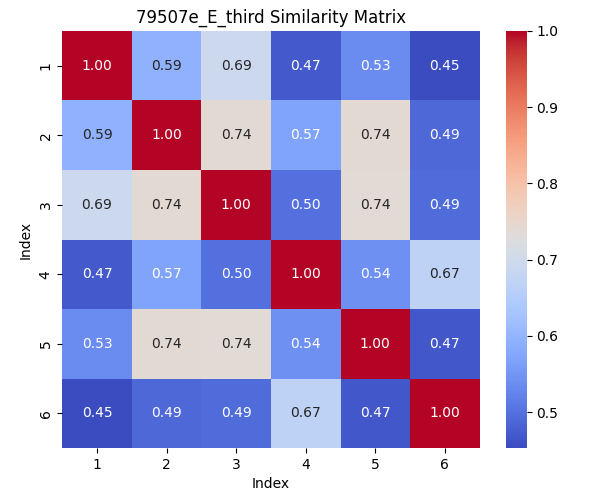 79507e_E_third Similarity Matrix
1 1.00 0.59 0.69 0.47 0.53 0.45
2 0.59 1.00 0.74 0.57 0.74 0.49
3 0.69 0.74 1.00 0.50 0.74 0.49
4 0.47 0.57 0.50 1.00 0.54 0.67
5 0.53 0.74 0.74 0.54 1.00 0.47
6 0.45 0.49 0.49 0.67 0.47 1.00
1 2 3 4 5 6
Index
Index
1.0
0.9
0.8
0.7
0.6
0.5